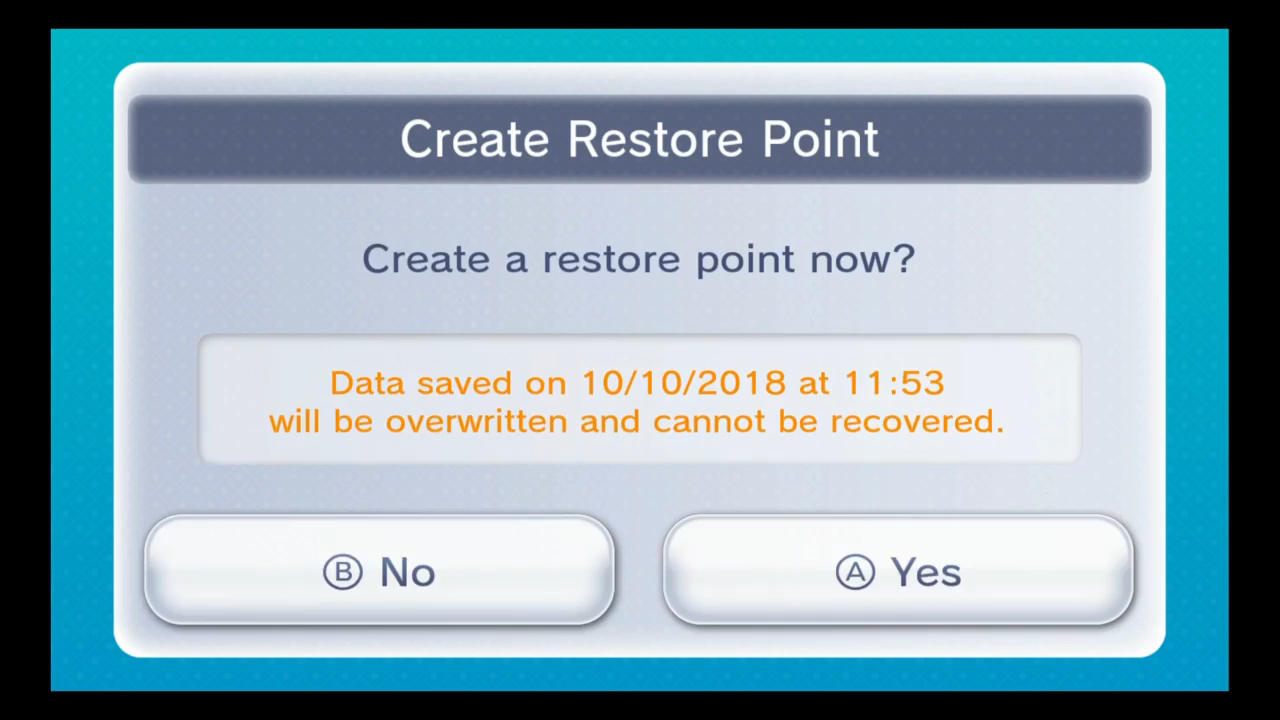 Create Restore Point
Create a restore point now?
Data saved on 10/10/2018 at 11:53
will be overwritten and cannot be recovered.
Ⓑ No
Ⓐ Yes